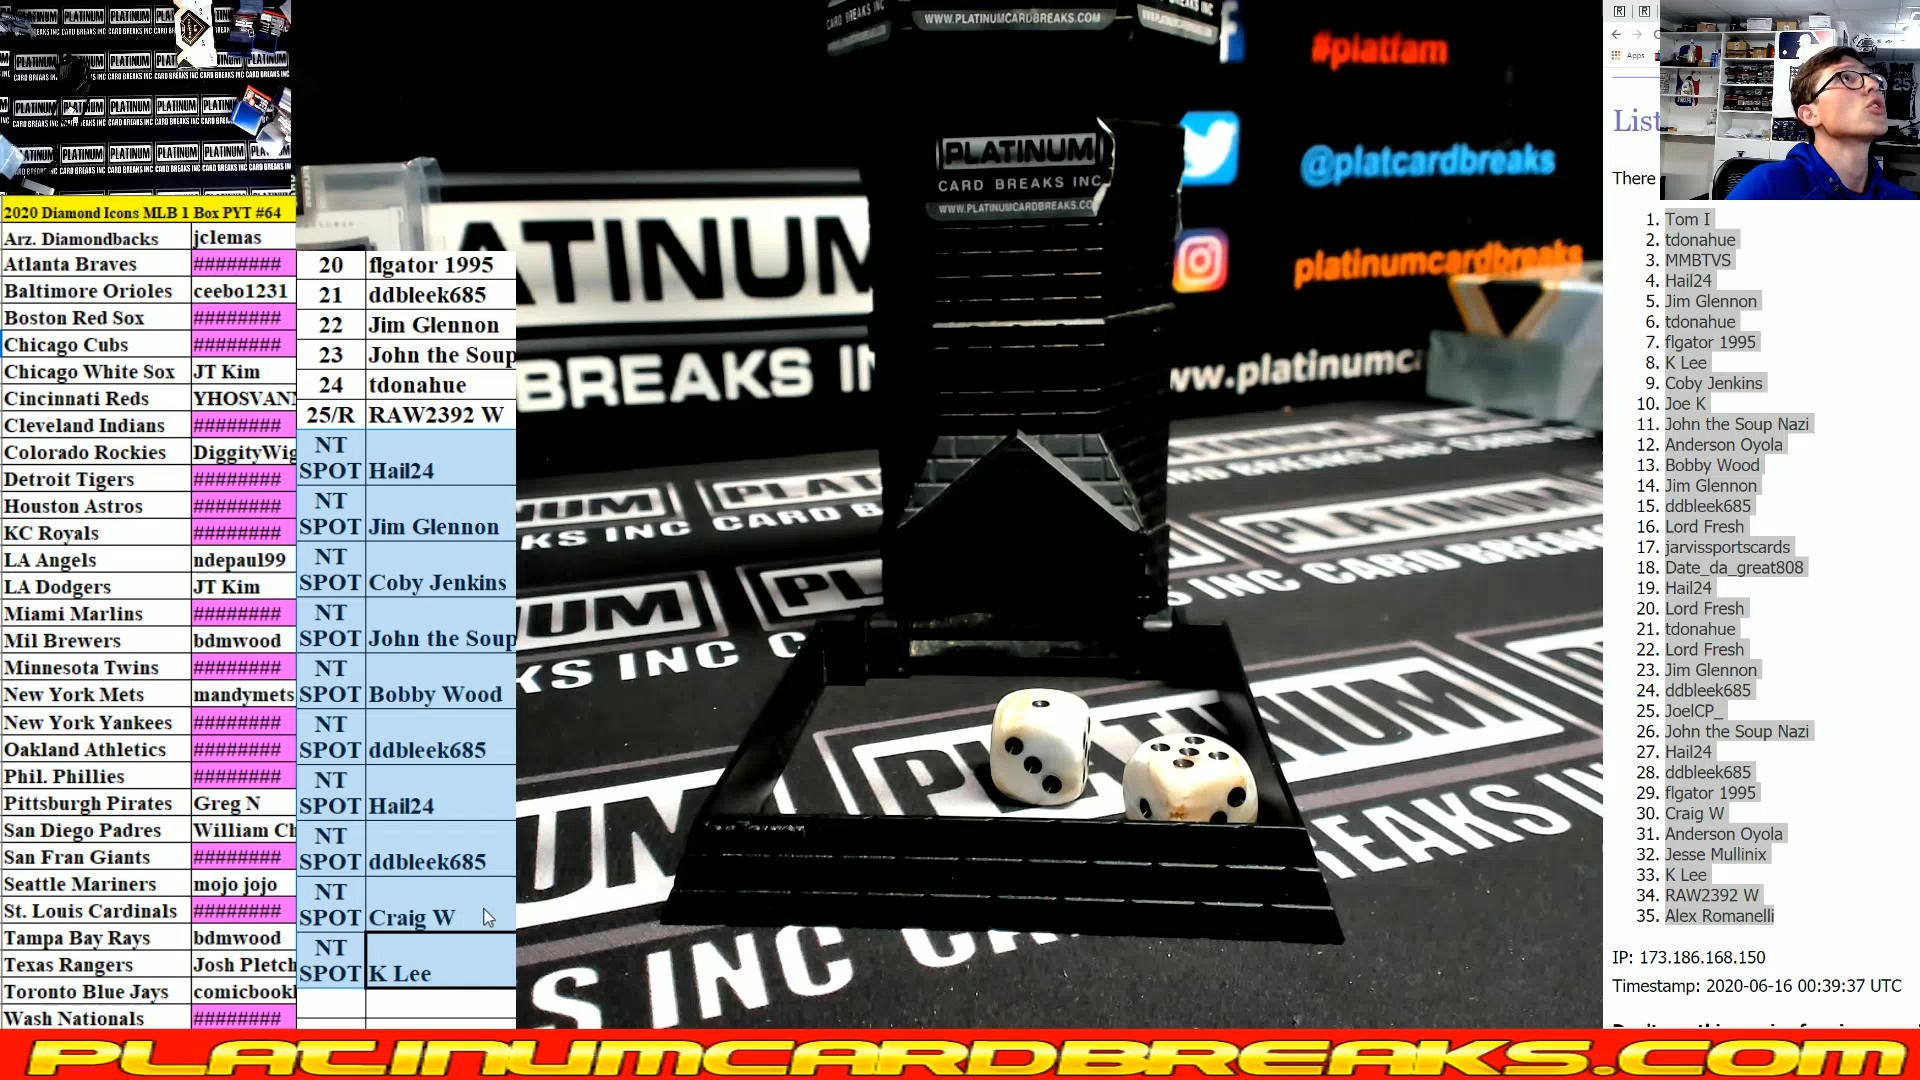 2020 Diamond Icons MLB 1 Box PYT #64
Arz. Diamondbacks jclemas
Atlanta Braves ########
Baltimore Orioles ceebo1231
Boston Red Sox ########
Chicago Cubs ########
Chicago White Sox JT Kim
Cincinnati Reds YHOSVANN
Cleveland Indians ########
Colorado Rockies DiggityWig
Detroit Tigers ########
Houston Astros ########
KC Royals ########
LA Angels ndepaul99
LA Dodgers JT Kim
Miami Marlins ########
Mil Brewers bdmwood
Minnesota Twins ########
New York Mets mandymets
New York Yankees ########
Oakland Athletics ########
Phil. Phillies ########
Pittsburgh Pirates Greg N
San Diego Padres William Ch
San Fran Giants ########
Seattle Mariners mojo jojo
St. Louis Cardinals ########
Tampa Bay Rays bdmwood
Texas Rangers Josh Pletch
Toronto Blue Jays comicbookl
Wash Nationals ########
20 flgator 1995
21 ddbleek685
22 Jim Glennon
23 John the Soup
24 tdonahue
25/R RAW2392 W
NT
SPOT Hail24
NT
SPOT Jim Glennon
NT
SPOT Coby Jenkins
NT
SPOT John the Soup
NT
SPOT Bobby Wood
NT
SPOT ddbleek685
NT
SPOT Hail24
NT
SPOT ddbleek685
NT
SPOT Craig W
NT
SPOT K Lee
WWW.PLATINUMCARDBREAKS.COM
PLATINUM
CARD BREAKS INC
WWW.PLATINUMCARDBREAKS.CO
ATINUM
BREAKS IN
#platfam
@platcardbreaks
platinumcardbreaks
ww.platinumca
PLATINUM
S INC
Apps
List
There
1. Tom I
2. tdonahue
3. MMBTVS
4. Hail24
5. Jim Glennon
6. tdonahue
7. flgator 1995
8. K Lee
9. Coby Jenkins
10. Joe K
11. John the Soup Nazi
12. Anderson Oyola
13. Bobby Wood
14. Jim Glennon
15. ddbleek685
16. Lord Fresh
17. jarvissportscards
18. Date_da_great808
19. Hail24
20. Lord Fresh
21. tdonahue
22. Lord Fresh
23. Jim Glennon
24. ddbleek685
25. JoelCP_
26. John the Soup Nazi
27. Hail24
28. ddbleek685
29. flgator 1995
30. Craig W
31. Anderson Oyola
32. Jesse Mullinix
33. K Lee
34. RAW2392 W
35. Alex Romanelli
IP: 173.186.168.150
Timestamp: 2020-06-16 00:39:37 UTC
PLATINUMCARDBREAKS.COM